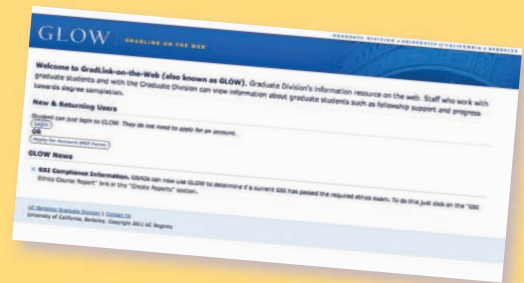 GRADUATE DIVISION • UNIVERSITY of CALIFORNIA • BERKELEY
GLOW GRADLINK ON THE WEB
Welcome to GradLink-on-the-Web (also known as GLOW), Graduate Division's information resource on the web. Staff who work with
graduate students and with the Graduate Division can view information about graduate students such as fellowship support and progress
towards degree completion.
New & Returning Users
Student can just login to GLOW. They do not need to apply for an account.
Login
OR
Apply for Account (PDF Form)
GLOW News
GSI Compliance Information. can now use GLOW to determine if a current GSI has passed the required ethics exam. To do this just click on the "GSI
Ethics Course Report" link in the "Create Reports" section.
UC Berkeley Graduate Division | Contact Us
University of California, Berkeley. Copyright 2011 UC Regents